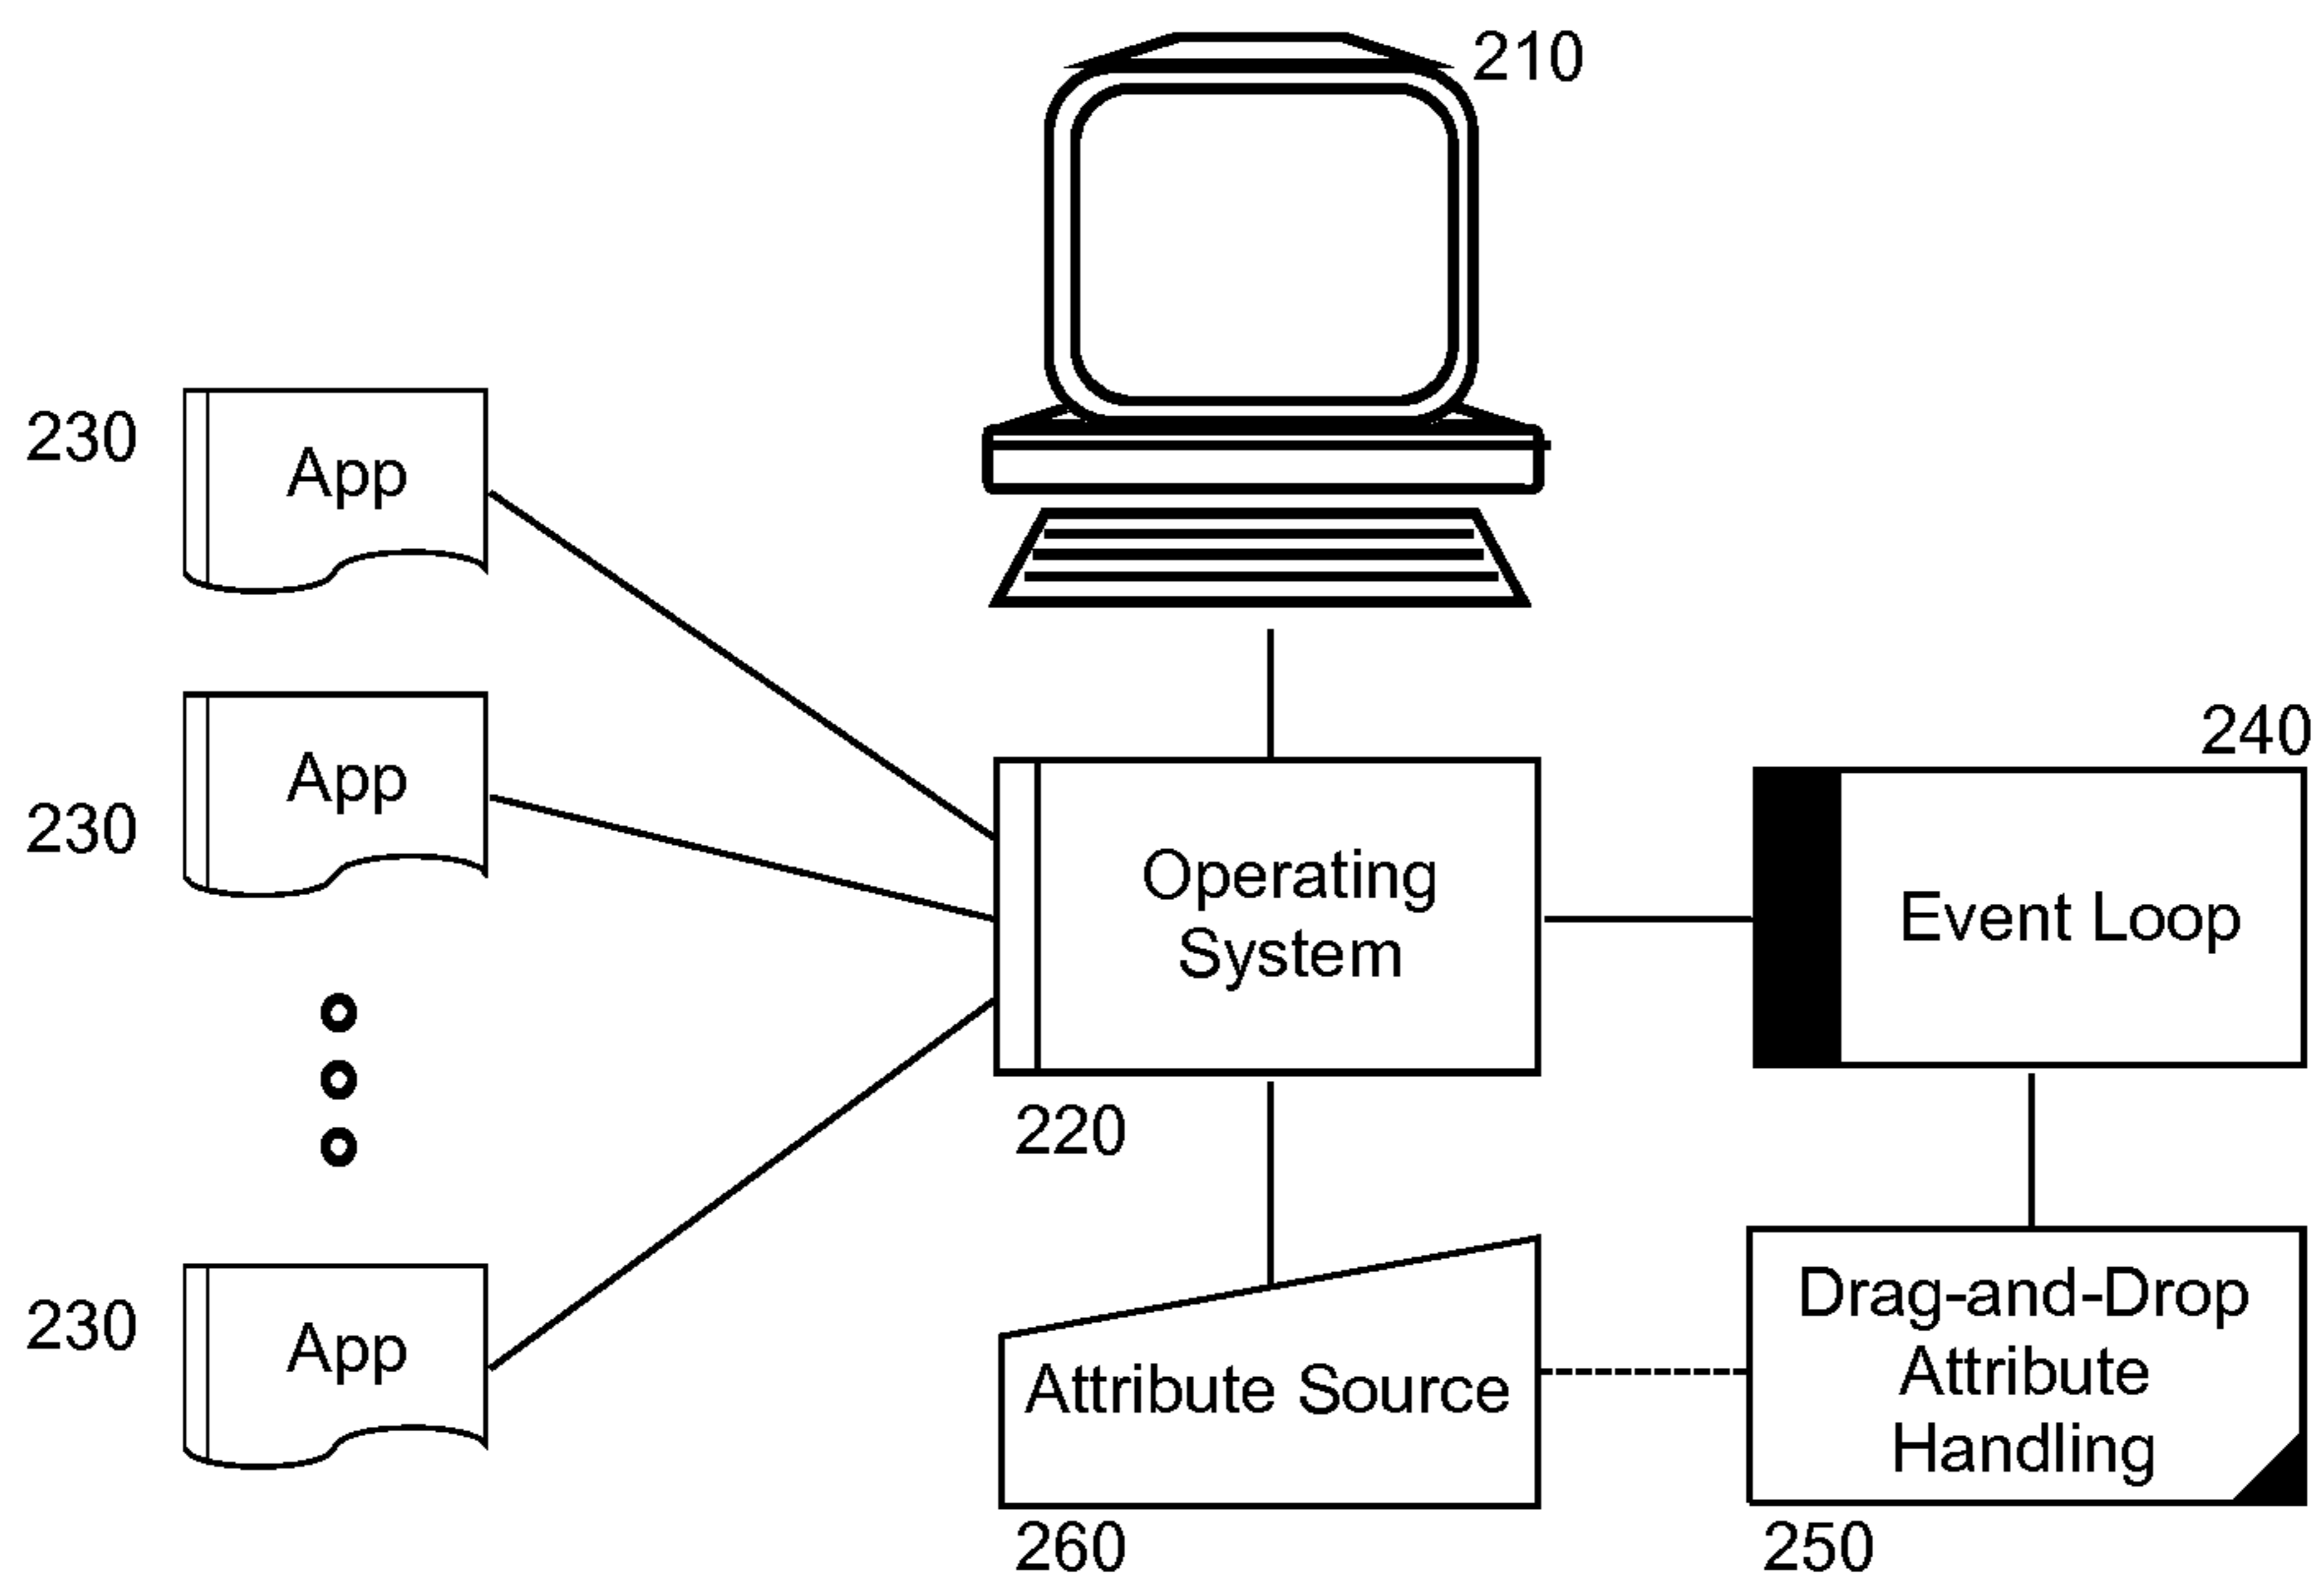 210
230
App
230
App
240
Operating
System
Event Loop
220
230
App
Attribute Source
Drag-and-Drop
Attribute
Handling
260
250